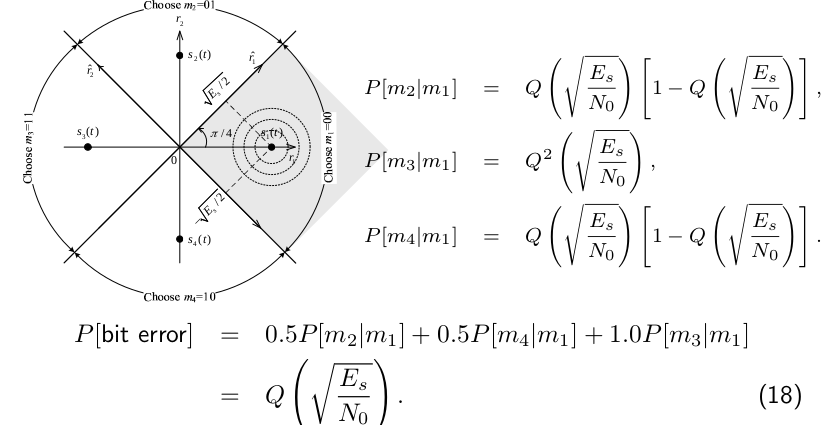 Choose m₂=01
r₂
s₂(t)
r̂₁
r̂₂
√Eₛ/2
Choose m₃=11
s₃(t)
π/4
s₁(t)
0
r₁
Choose m₁=00
−√Eₛ/2
s₄(t)
Choose m₄=10
P[m₂|m₁] = Q(√(Eₛ/N₀)) [1 − Q(√(Eₛ/N₀))],
P[m₃|m₁] = Q²(√(Eₛ/N₀)),
P[m₄|m₁] = Q(√(Eₛ/N₀)) [1 − Q(√(Eₛ/N₀))].
P[bit error] = 0.5P[m₂|m₁] + 0.5P[m₄|m₁] + 1.0P[m₃|m₁]
= Q(√(Eₛ/N₀)). (18)